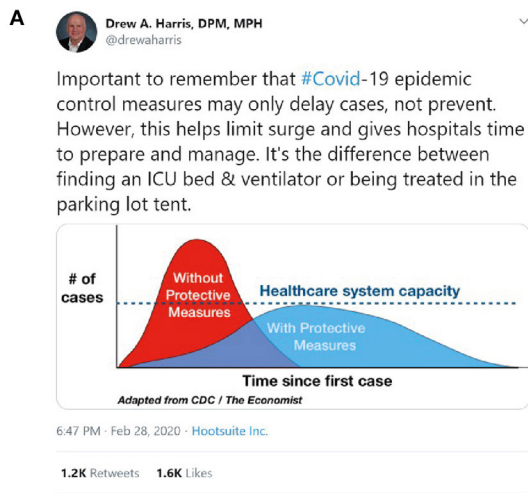 A
Drew A. Harris, DPM, MPH
@drewaharris
Important to remember that #Covid-19 epidemic
control measures may only delay cases, not prevent.
However, this helps limit surge and gives hospitals time
to prepare and manage. It's the difference between
finding an ICU bed & ventilator or being treated in the
parking lot tent.
# of
cases
Without
Protective
Measures
Healthcare system capacity
With Protective
Measures
Time since first case
Adapted from CDC / The Economist
6:47 PM · Feb 28, 2020 · Hootsuite Inc.
1.2K Retweets 1.6K Likes